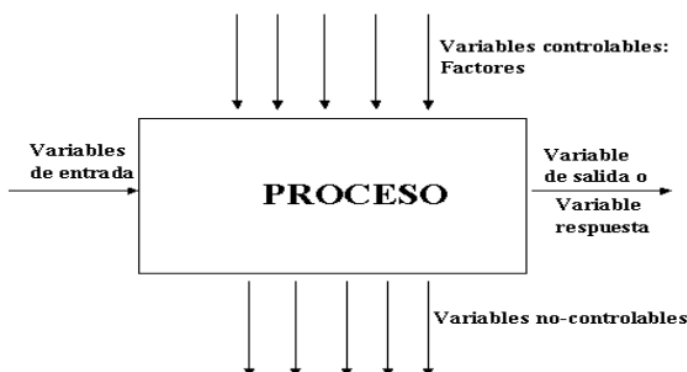 Variables controlables:
Factores
Variables
de entrada
PROCESO
Variable
de salida o
Variable
respuesta
Variables no-controlables